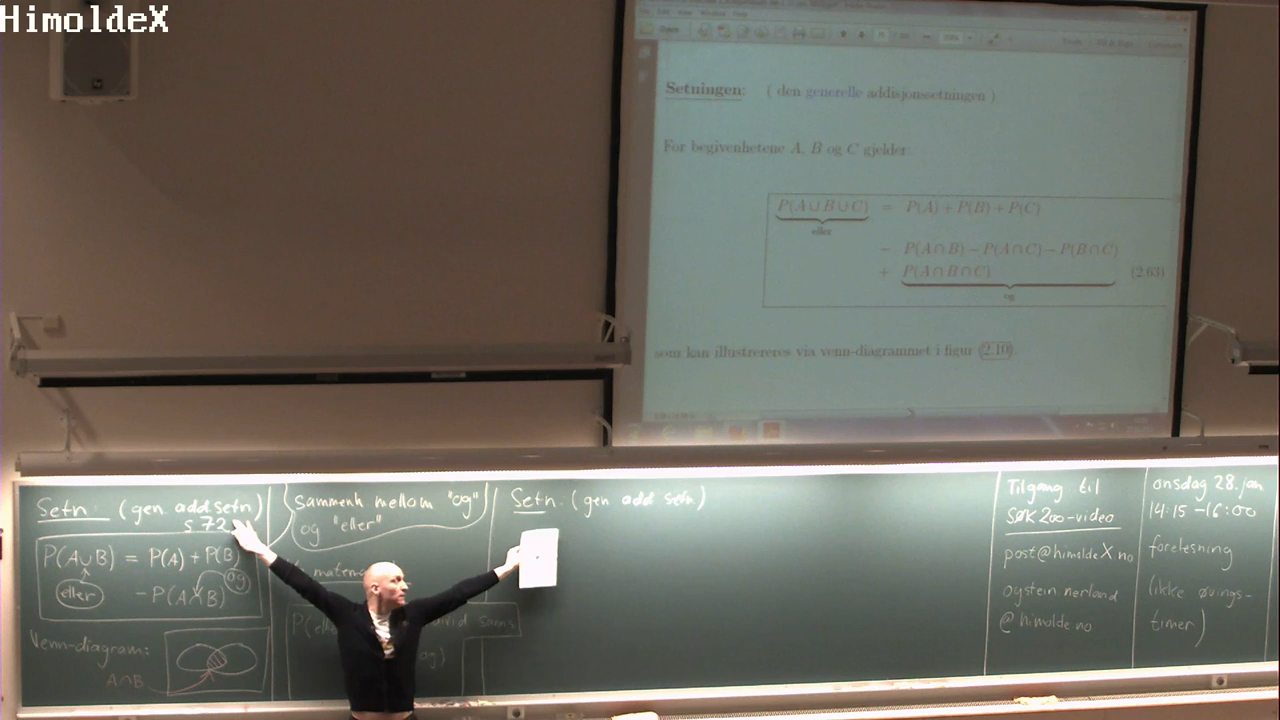 HimoldeX
Setningen: ( den generelle addisjonssetningen )
For begivenhetene A, B og C gjelder:
P(A∪B∪C) = P(A) + P(B) + P(C)
eller
− P(A∩B) − P(A∩C) − P(B∩C)
+ P(A∩B∩C) (2.63)
og
som kan illustreres via venn-diagrammet i figur (2.10).
Setn: (gen. add setn)
s. 72
P(A∪B) = P(A) + P(B)
eller
og
-P(A∩B)
Venn-diagram:
A∩B
Sammenh mellom "og"
og "eller"
matem
P(
sanns
og)
Setn: (gen add setn)
Tilgang til
SØK200-video
post@himoldeX no
oystein nerland
@himolde no
onsdag 28. jan
14:15-16:00
forelesning
(ikke øvings-
timer)